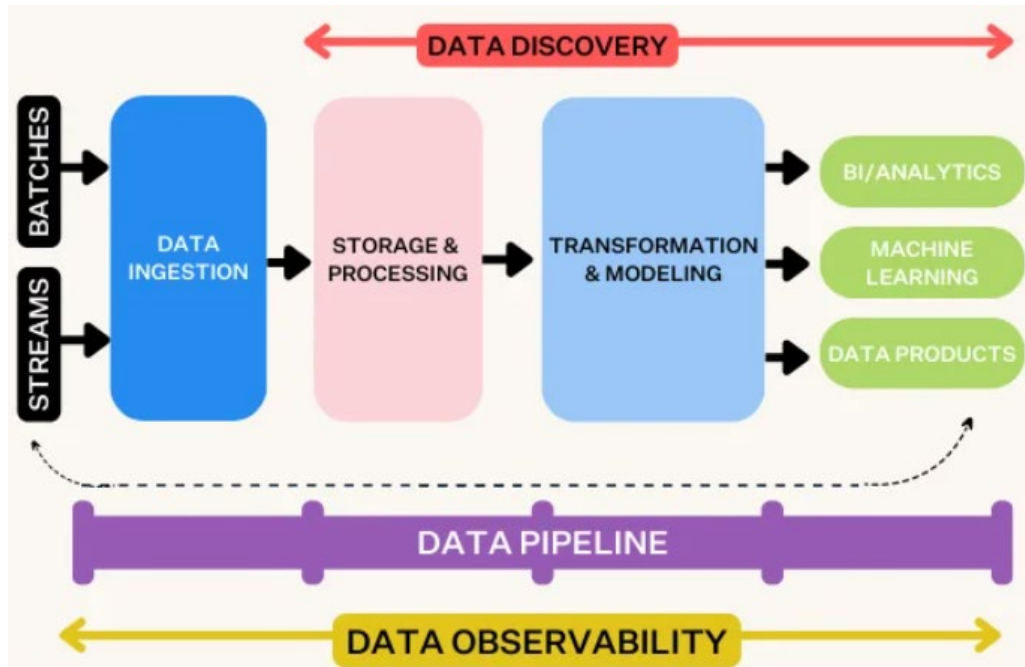 DATA DISCOVERY
BATCHES
STREAMS
DATA
INGESTION
STORAGE &
PROCESSING
TRANSFORMATION
& MODELING
BI/ANALYTICS
MACHINE
LEARNING
DATA PRODUCTS
DATA PIPELINE
DATA OBSERVABILITY